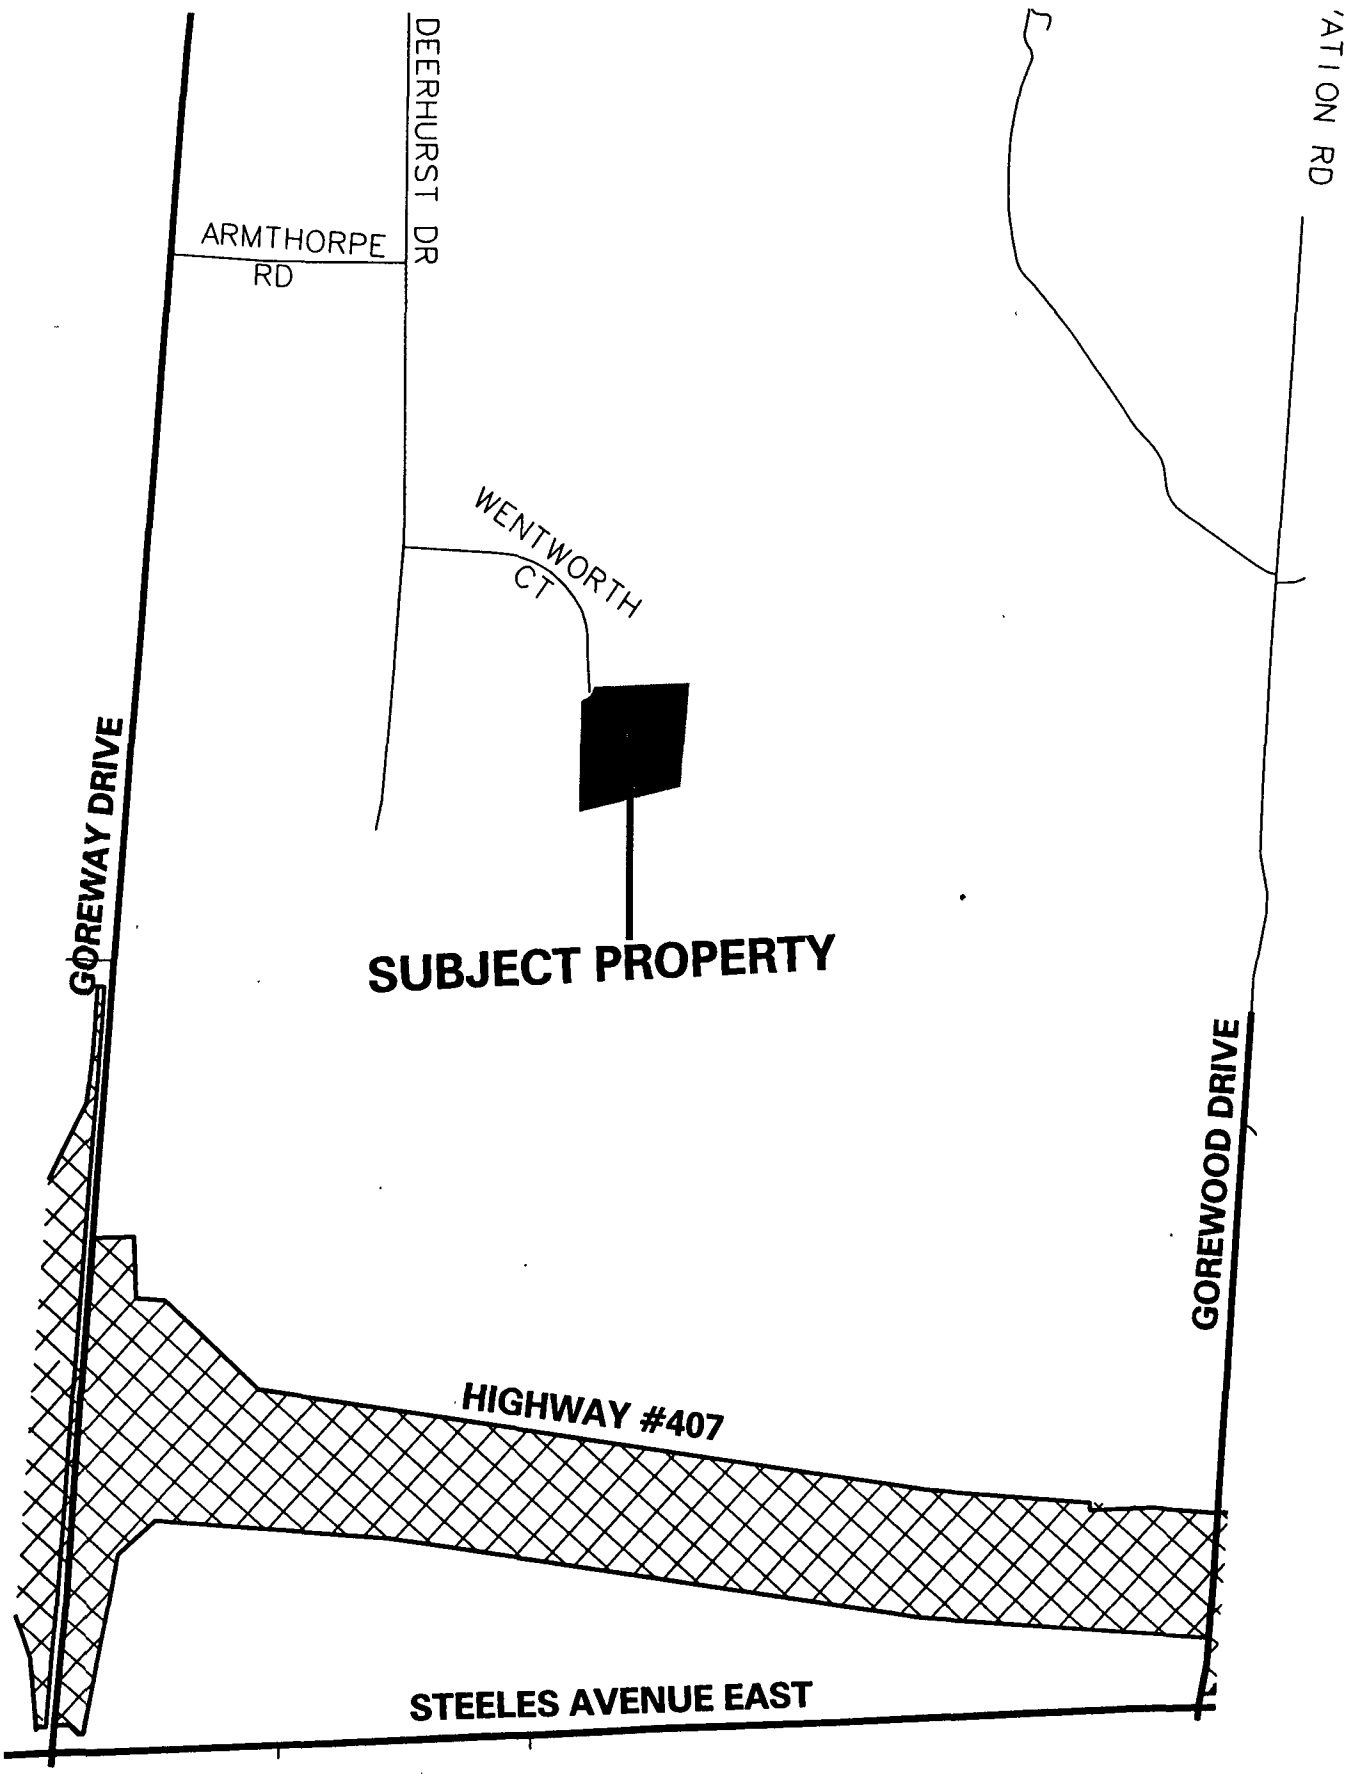 DEERHURST DR
'ATION RD
ARMTHORPE
RD
WENTWORTH
CT
GOREWAY DRIVE
SUBJECT PROPERTY
GOREWOOD DRIVE
HIGHWAY #407
STEELES AVENUE EAST